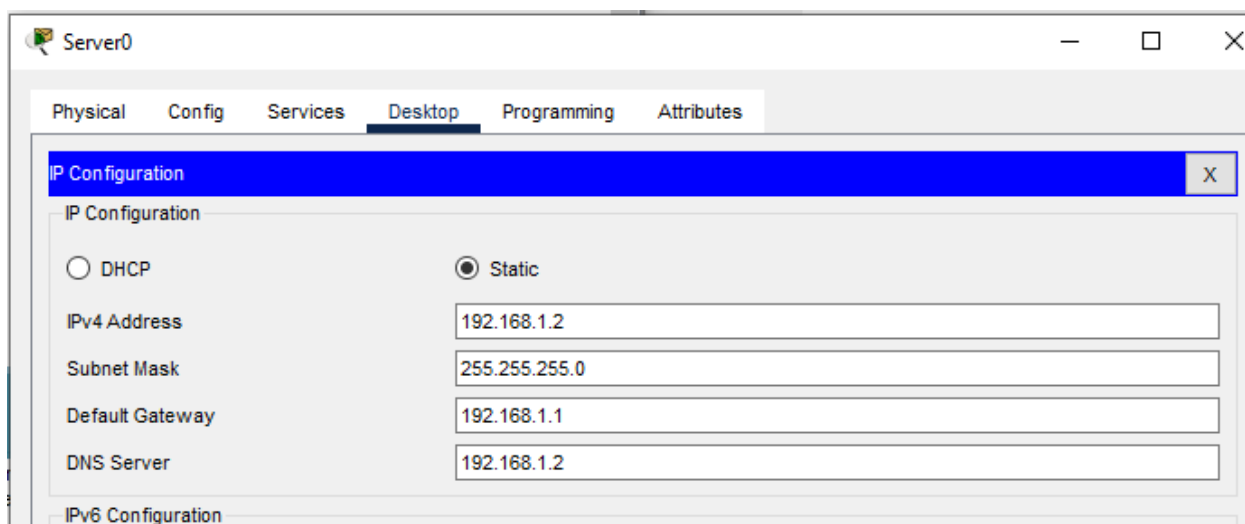 Server0
Physical Config Services Desktop Programming Attributes
IP Configuration X
IP Configuration
DHCP Static
IPv4 Address 192.168.1.2
Subnet Mask 255.255.255.0
Default Gateway 192.168.1.1
DNS Server 192.168.1.2
IPv6 Configuration